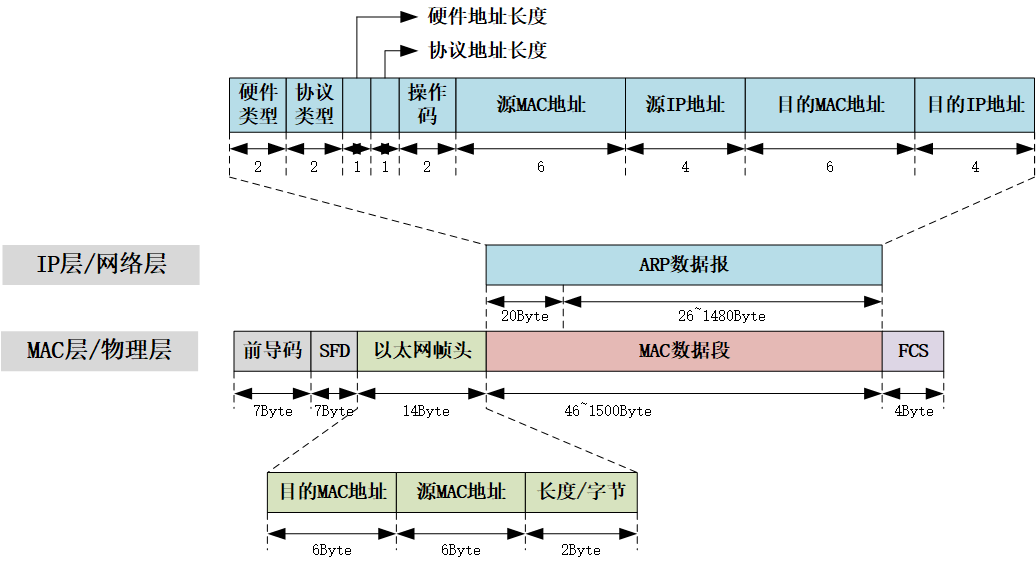 硬件地址长度
协议地址长度
硬件类型
协议类型
操作码
源MAC地址
源IP地址
目的MAC地址
目的IP地址
2
2
1
1
2
6
4
6
4
IP层/网络层
ARP数据报
20Byte
26~1480Byte
MAC层/物理层
前导码
SFD
以太网帧头
MAC数据段
FCS
7Byte
7Byte
14Byte
46~1500Byte
4Byte
目的MAC地址
源MAC地址
长度/字节
6Byte
6Byte
2Byte